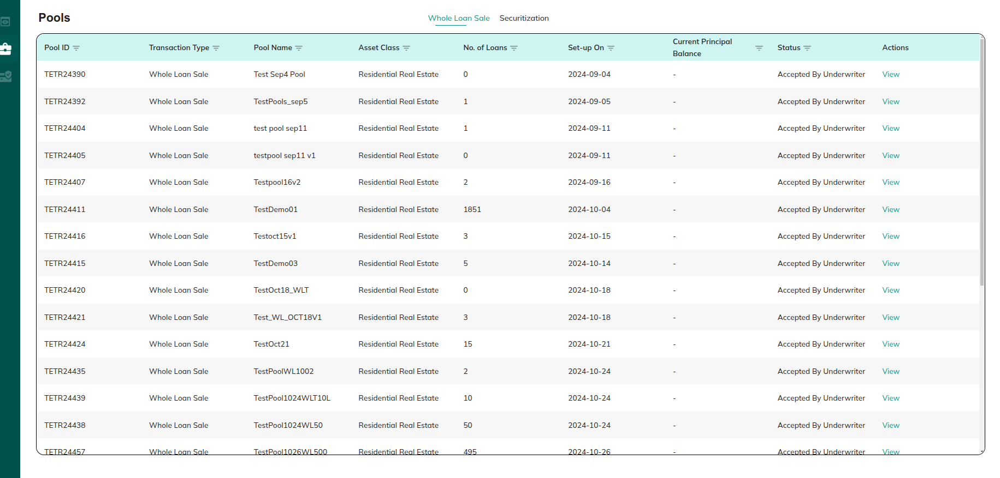 Pools
Whole Loan Sale Securitization
Pool ID Transaction Type Pool Name Asset Class No. of Loans Set-up On Current Principal Balance Status Actions
TETR24390 Whole Loan Sale Test Sep4 Pool Residential Real Estate 0 2024-09-04 - Accepted By Underwriter View
TETR24392 Whole Loan Sale TestPools_sep5 Residential Real Estate 1 2024-09-05 - Accepted By Underwriter View
TETR24404 Whole Loan Sale test pool sep11 Residential Real Estate 1 2024-09-11 - Accepted By Underwriter View
TETR24405 Whole Loan Sale testpool sep11 v1 Residential Real Estate 0 2024-09-11 - Accepted By Underwriter View
TETR24407 Whole Loan Sale Testpool16v2 Residential Real Estate 2 2024-09-16 - Accepted By Underwriter View
TETR24411 Whole Loan Sale TestDemo01 Residential Real Estate 1851 2024-10-04 - Accepted By Underwriter View
TETR24416 Whole Loan Sale Testoct15v1 Residential Real Estate 3 2024-10-15 - Accepted By Underwriter View
TETR24415 Whole Loan Sale TestDemo03 Residential Real Estate 5 2024-10-14 - Accepted By Underwriter View
TETR24420 Whole Loan Sale TestOct18_WLT Residential Real Estate 0 2024-10-18 - Accepted By Underwriter View
TETR24421 Whole Loan Sale Test_WL_OCT18V1 Residential Real Estate 3 2024-10-18 - Accepted By Underwriter View
TETR24424 Whole Loan Sale TestOct21 Residential Real Estate 15 2024-10-21 - Accepted By Underwriter View
TETR24435 Whole Loan Sale TestPoolWL1002 Residential Real Estate 2 2024-10-24 - Accepted By Underwriter View
TETR24439 Whole Loan Sale TestPool1024WLT10L Residential Real Estate 10 2024-10-24 - Accepted By Underwriter View
TETR24438 Whole Loan Sale TestPool1024WL50 Residential Real Estate 50 2024-10-24 - Accepted By Underwriter View
TETR24457 Whole Loan Sale TestPool1026WL500 Residential Real Estate 495 2024-10-26 - Accepted By Underwriter View